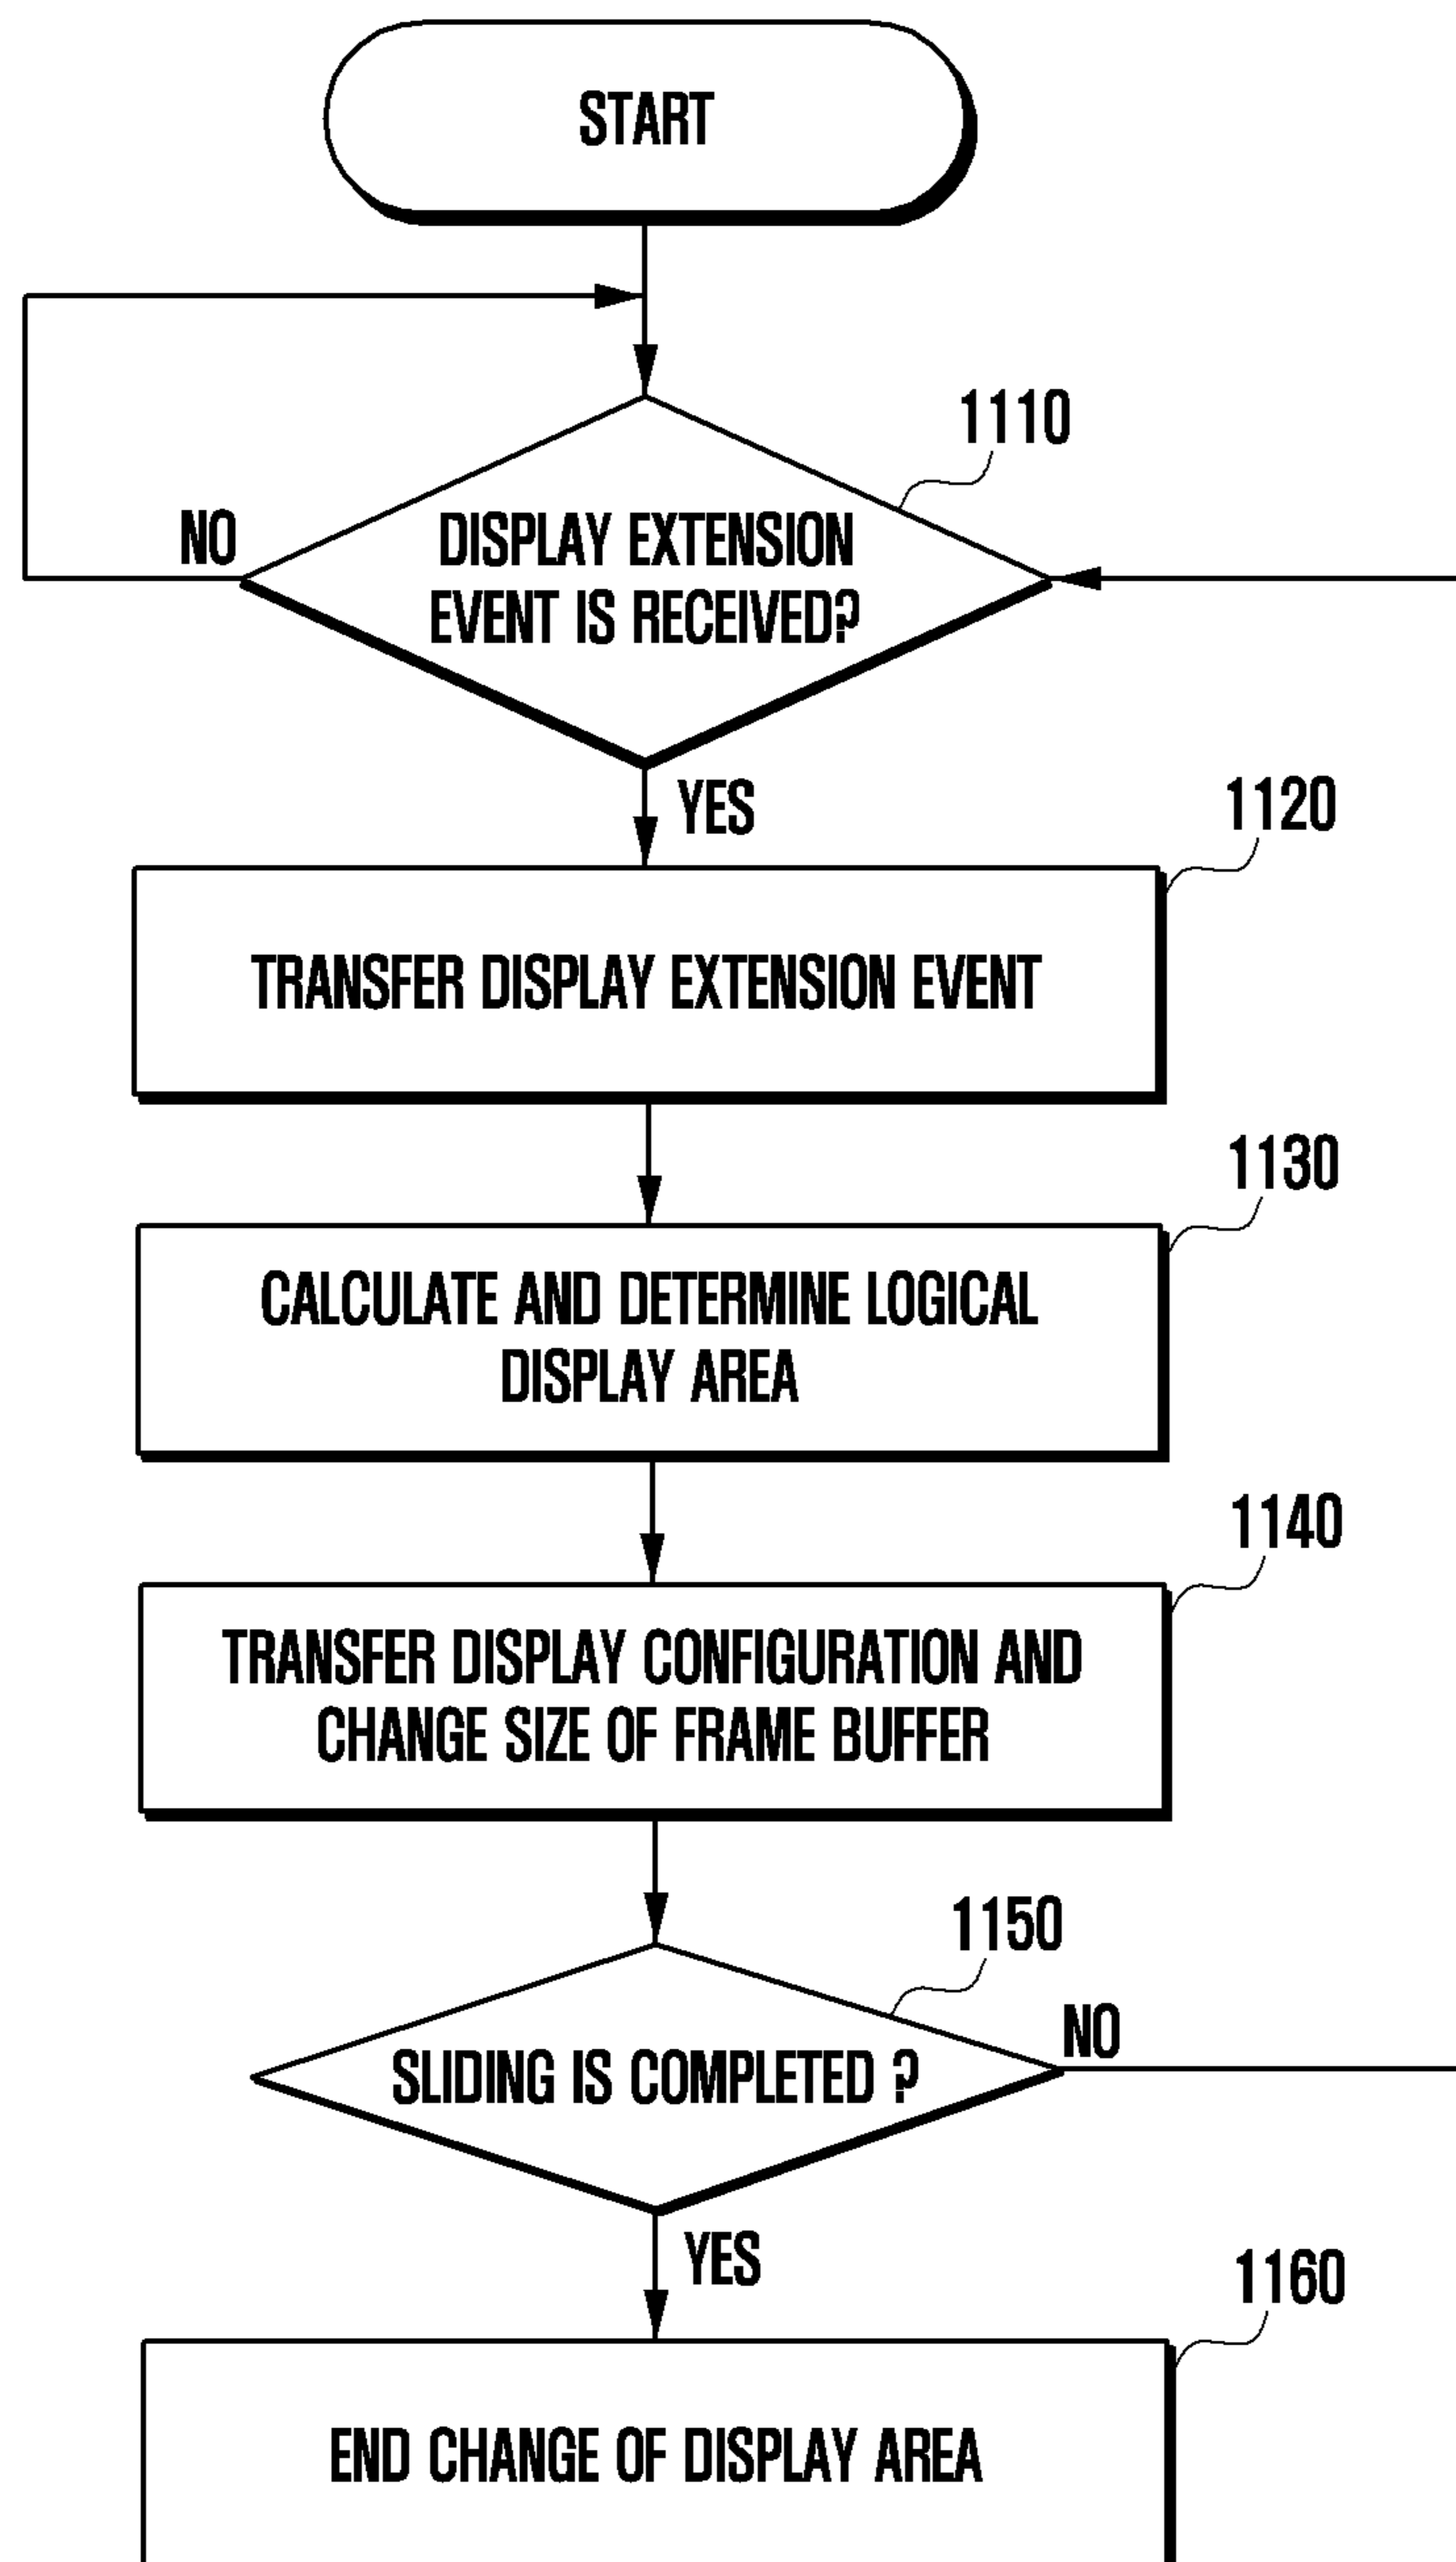 START
1110
NO
DISPLAY EXTENSION
EVENT IS RECEIVED?
YES
1120
TRANSFER DISPLAY EXTENSION EVENT
1130
CALCULATE AND DETERMINE LOGICAL
DISPLAY AREA
1140
TRANSFER DISPLAY CONFIGURATION AND
CHANGE SIZE OF FRAME BUFFER
1150
NO
SLIDING IS COMPLETED ?
YES
1160
END CHANGE OF DISPLAY AREA